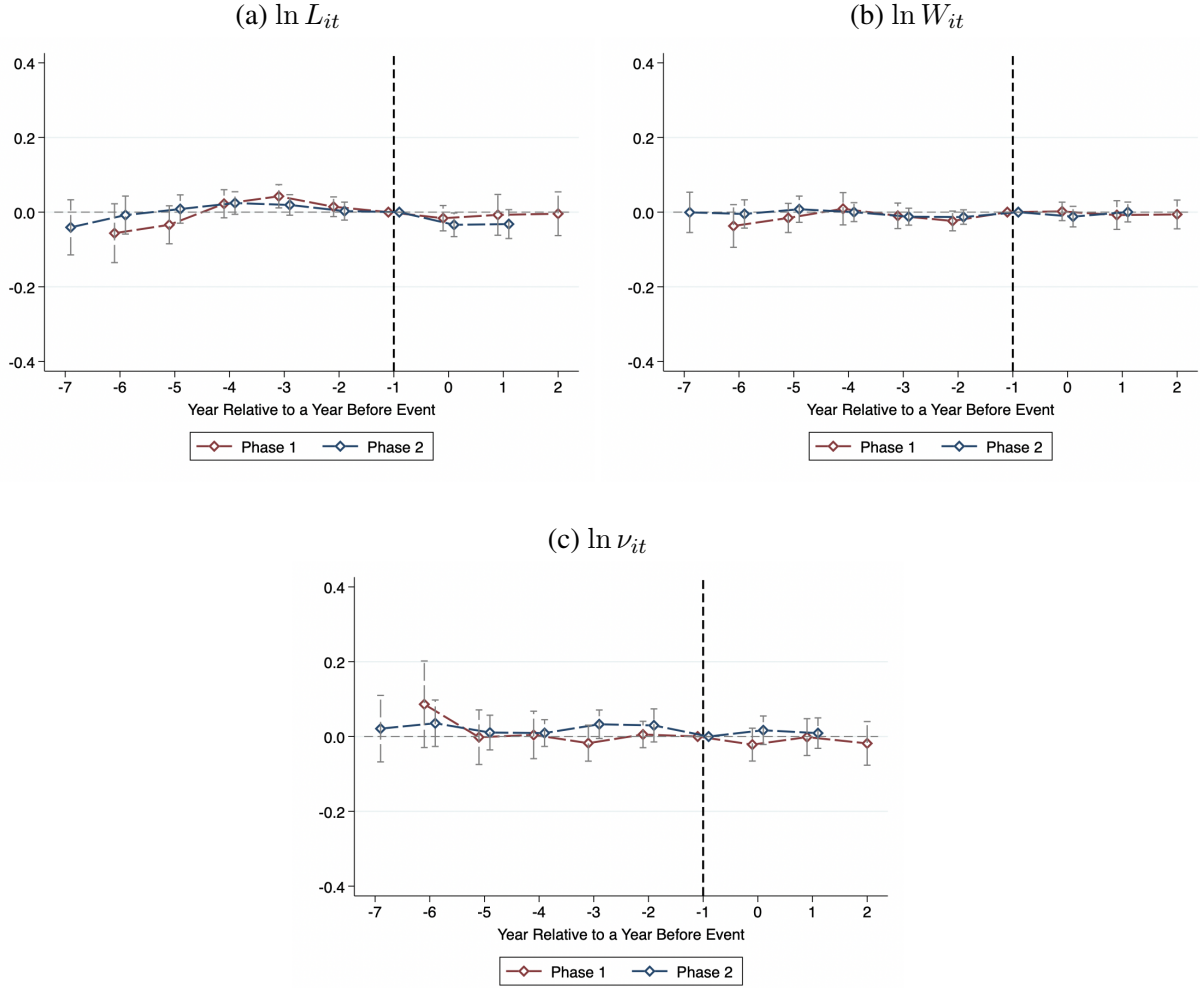 (a) ln L_it
0.4
0.2
0.0
-0.2
-0.4
-7 -6 -5 -4 -3 -2 -1 0 1 2
Year Relative to a Year Before Event
Phase 1 Phase 2
(b) ln W_it
0.4
0.2
0.0
-0.2
-0.4
-7 -6 -5 -4 -3 -2 -1 0 1 2
Year Relative to a Year Before Event
Phase 1 Phase 2
(c) ln ν_it
0.4
0.2
0.0
-0.2
-0.4
-7 -6 -5 -4 -3 -2 -1 0 1 2
Year Relative to a Year Before Event
Phase 1 Phase 2